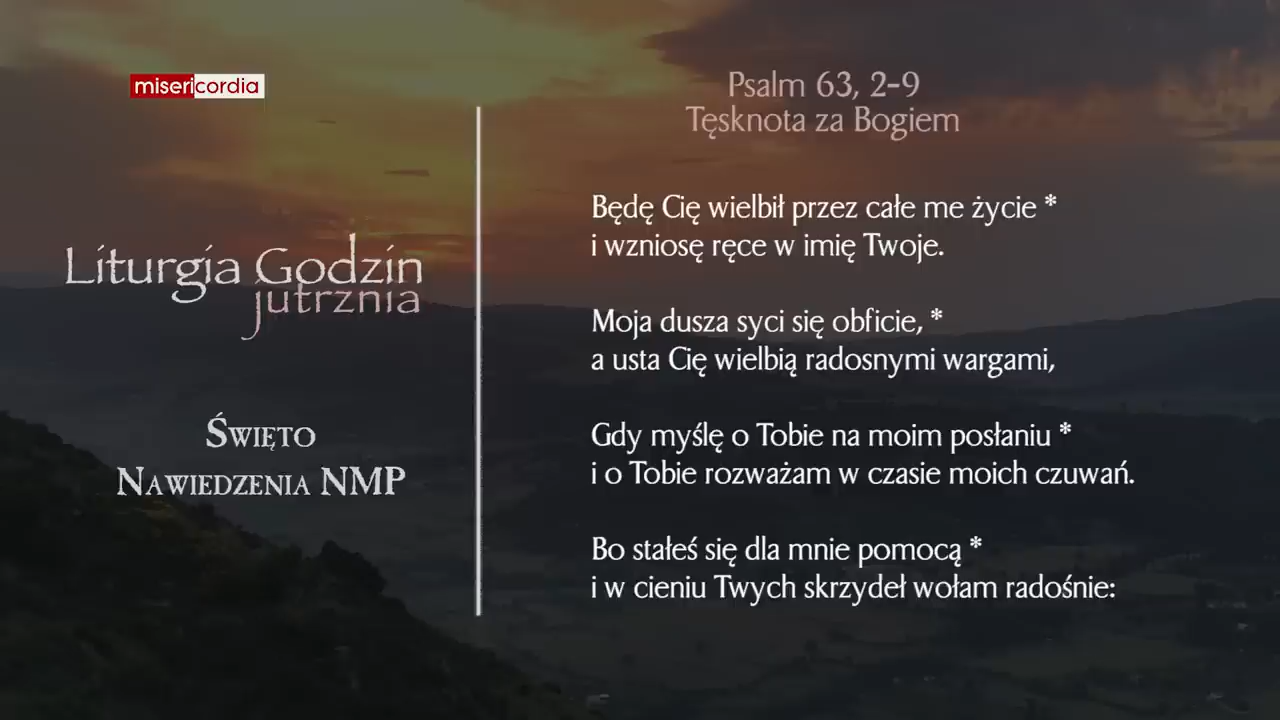 misericordia
Liturgia Godzin
jutrznia
Święto
Nawiedzenia NMP
Psalm 63, 2-9
Tęsknota za Bogiem
Będę Cię wielbił przez całe me życie *
i wzniosę ręce w imię Twoje.
Moja dusza syci się obficie, *
a usta Cię wielbią radosnymi wargami,
Gdy myślę o Tobie na moim posłaniu *
i o Tobie rozważam w czasie moich czuwań.
Bo stałeś się dla mnie pomocą *
i w cieniu Twych skrzydeł wołam radośnie: